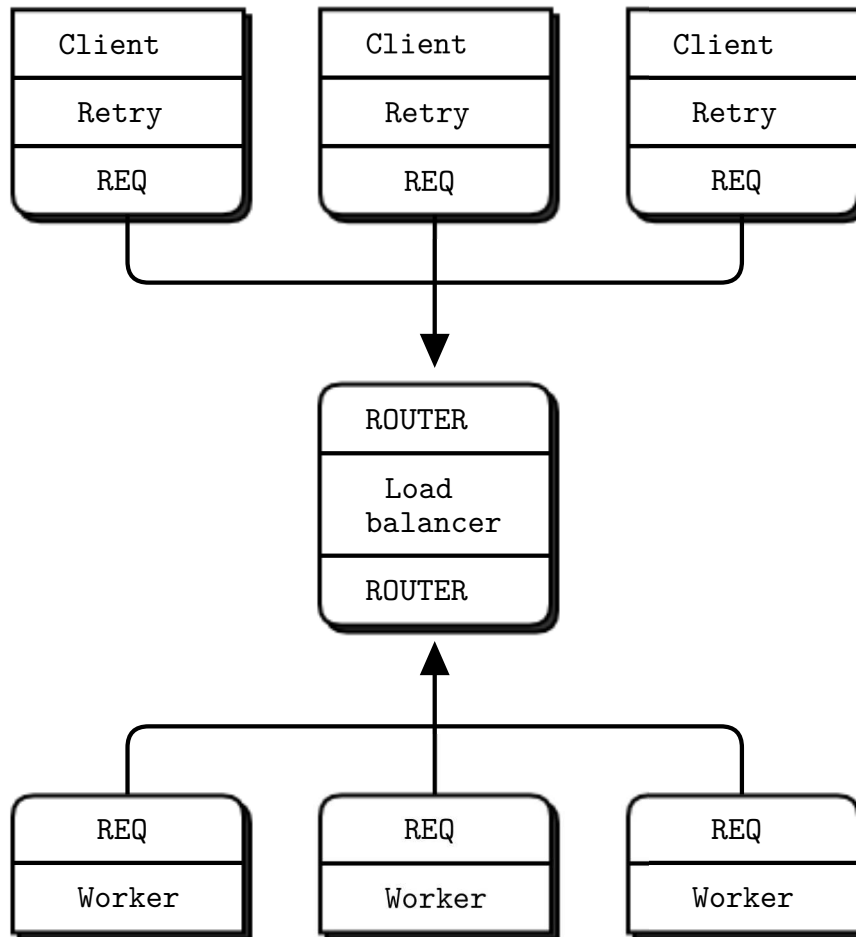 Client Client Client
Retry Retry Retry
REQ REQ REQ
ROUTER
Load
balancer
ROUTER
REQ REQ REQ
Worker Worker Worker